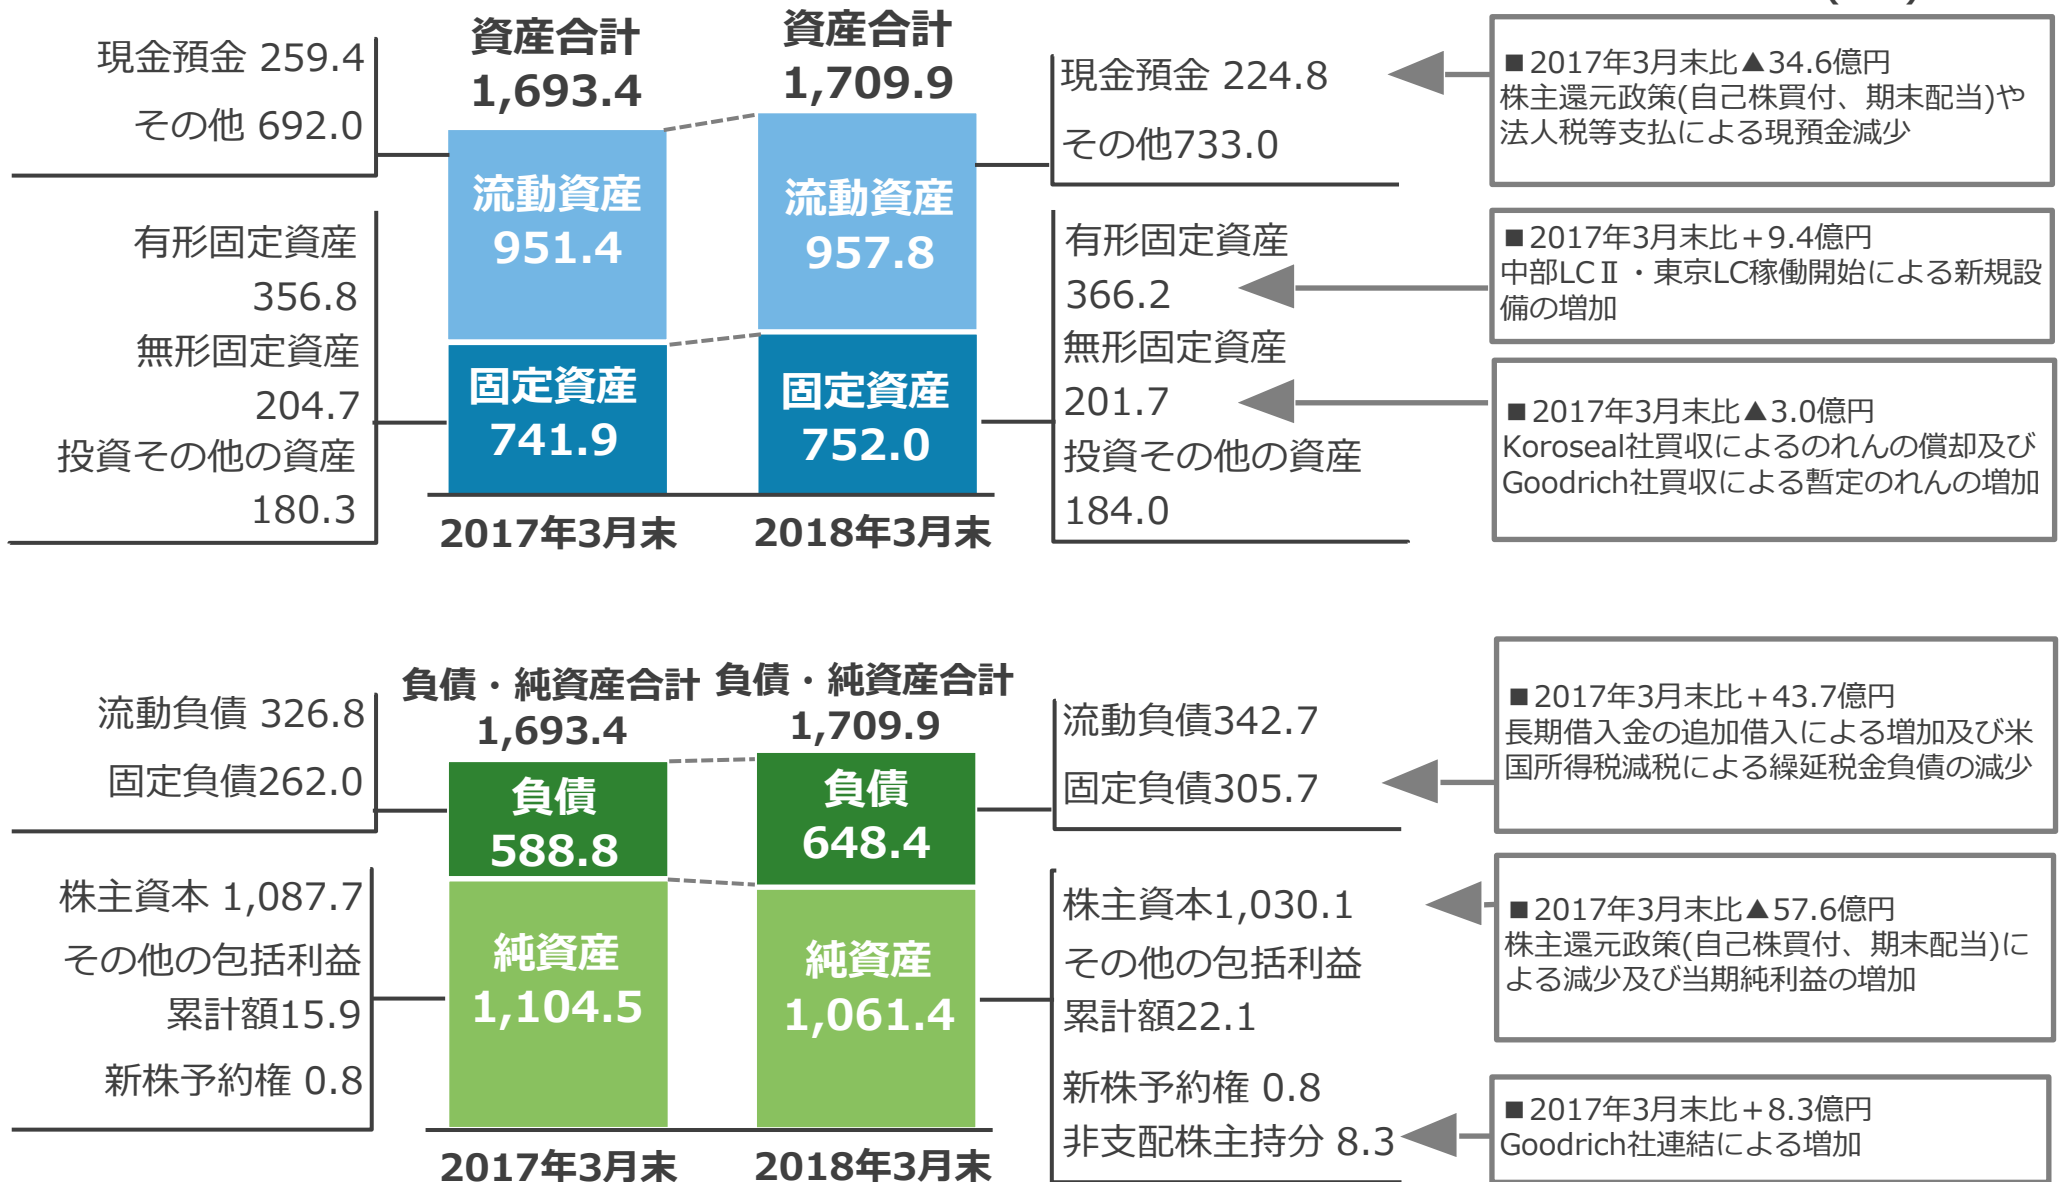 資産合計
1,693.4
資産合計
1,709.9
現金預金 259.4
その他 692.0
有形固定資産
356.8
無形固定資産
204.7
投資その他の資産
180.3
流動資産
951.4
固定資産
741.9
2017年3月末
流動資産
957.8
固定資産
752.0
2018年3月末
現金預金 224.8
その他733.0
有形固定資産
366.2
無形固定資産
201.7
投資その他の資産
184.0
■2017年3月末比▲34.6億円
株主還元政策(自己株買付、期末配当)や
法人税等支払による現預金減少
■2017年3月末比+9.4億円
中部LCⅡ・東京LC稼働開始による新規設
備の増加
■2017年3月末比▲3.0億円
Koroseal社買収によるのれんの償却及び
Goodrich社買収による暫定のれんの増加
負債・純資産合計
1,693.4
負債・純資産合計
1,709.9
流動負債 326.8
固定負債262.0
株主資本 1,087.7
その他の包括利益
累計額15.9
新株予約権 0.8
負債
588.8
純資産
1,104.5
2017年3月末
負債
648.4
純資産
1,061.4
2018年3月末
流動負債342.7
固定負債305.7
株主資本1,030.1
その他の包括利益
累計額22.1
新株予約権 0.8
非支配株主持分 8.3
■2017年3月末比+43.7億円
長期借入金の追加借入による増加及び米
国所得税減税による繰延税金負債の減少
■2017年3月末比▲57.6億円
株主還元政策(自己株買付、期末配当)に
よる減少及び当期純利益の増加
■2017年3月末比+8.3億円
Goodrich社連結による増加